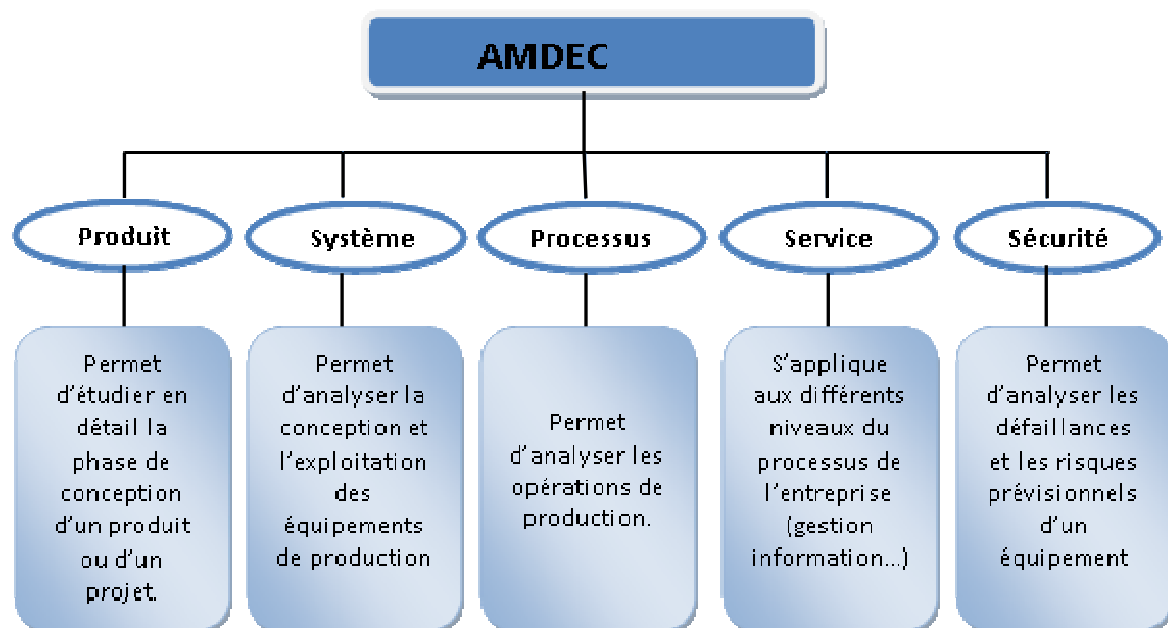 AMDEC
Produit
Système
Processus
Service
Sécurité
Permet
d'étudier en
détail la
phase de
conception
d'un produit
ou d'un
projet.
Permet
d'analyser la
conception et
l'exploitation
des
équipements
de production
Permet
d'analyser les
opérations de
production.
S'applique
aux différents
niveaux du
processus de
l'entreprise
(gestion
information...)
Permet
d'analyser les
défaillances
et les risques
prévisionnels
d'un
équipement